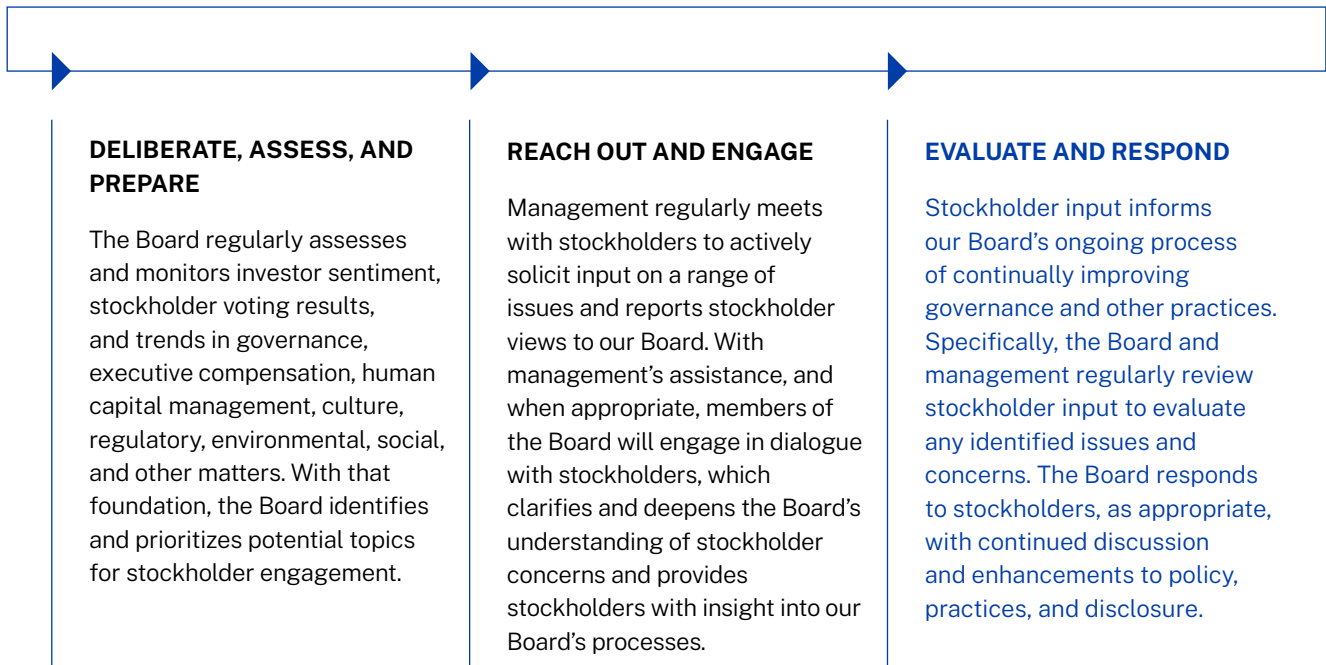 DELIBERATE, ASSESS, AND
PREPARE
The Board regularly assesses
and monitors investor sentiment,
stockholder voting results,
and trends in governance,
executive compensation, human
capital management, culture,
regulatory, environmental, social,
and other matters. With that
foundation, the Board identifies
and prioritizes potential topics
for stockholder engagement.
REACH OUT AND ENGAGE
Management regularly meets
with stockholders to actively
solicit input on a range of
issues and reports stockholder
views to our Board. With
management’s assistance, and
when appropriate, members of
the Board will engage in dialogue
with stockholders, which
clarifies and deepens the Board’s
understanding of stockholder
concerns and provides
stockholders with insight into our
Board’s processes.
EVALUATE AND RESPOND
Stockholder input informs
our Board’s ongoing process
of continually improving
governance and other practices.
Specifically, the Board and
management regularly review
stockholder input to evaluate
any identified issues and
concerns. The Board responds
to stockholders, as appropriate,
with continued discussion
and enhancements to policy,
practices, and disclosure.